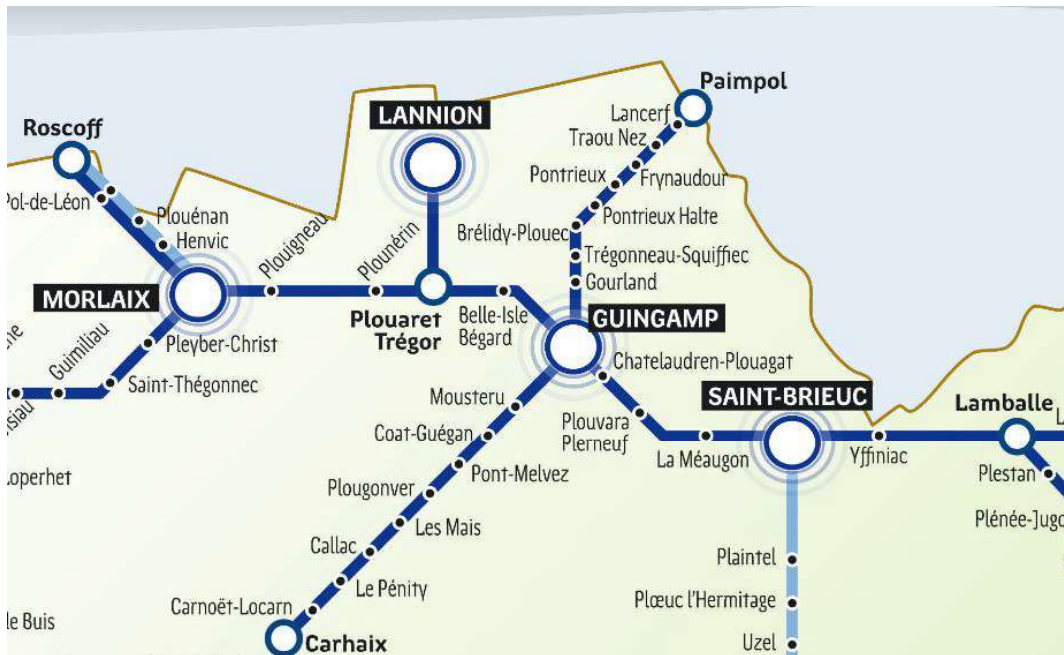 Paimpol
LANNION
Lancerf
Roscoff
Traou Nez
Pontrieux
Frynaudour
Pol-de-Léon
Plouénan
Pontrieux Halte
Henvic
Plouigneau
Plounérin
Brélidy-Plouec
Trégonneau-Squiffiec
Gourland
MORLAIX
Plouaret
Trégor
Belle-Isle
Bégard
GUINGAMP
Guimiliau
Pleyber-Christ
Chatelaudren-Plouagat
Saint-Thégonnec
Mousteru
SAINT-BRIEUC
Lamballe
Plouvara
Plerneuf
Coat-Guégan
La Méaugon
Yffiniac
Pont-Melvez
Plestan
Plougonver
Les Mais
Plénée-Jugo
Callac
Plaintel
Le Pénity
Carnoët-Locarn
Plœuc l'Hermitage
le Buis
Carhaix
Uzel